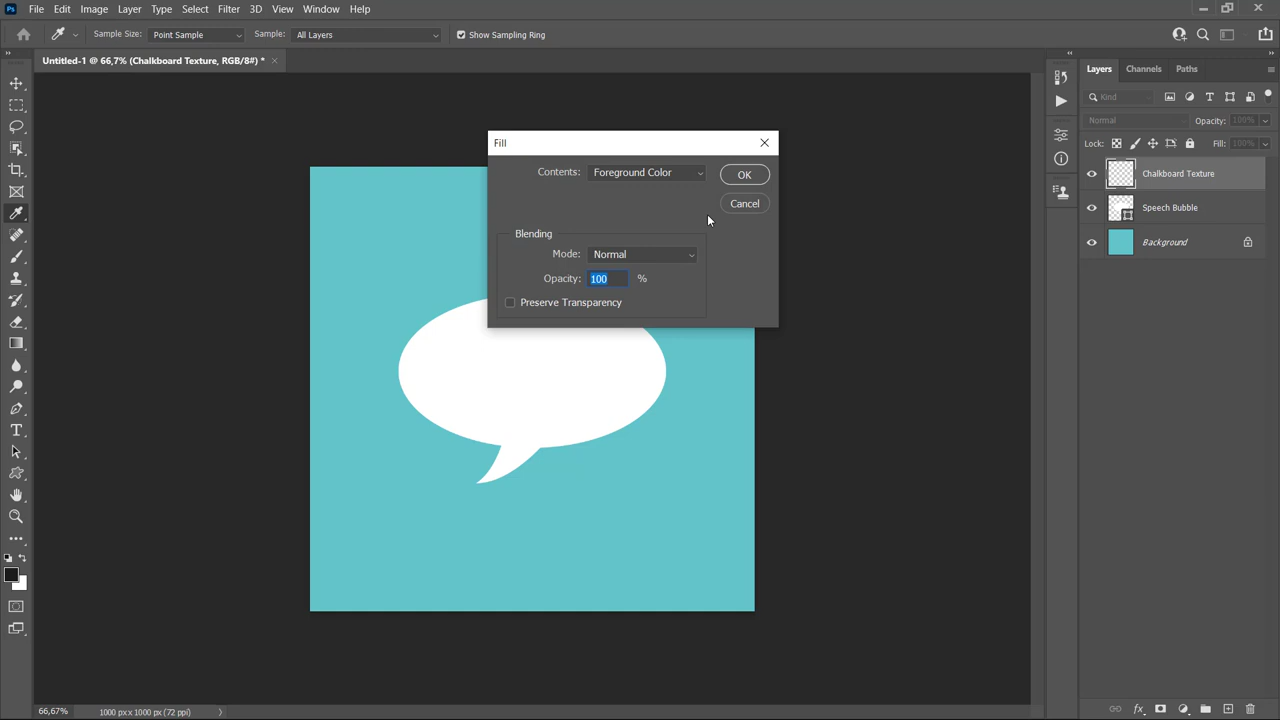 Ps File Edit Image Layer Type Select Filter 3D View Window Help
Sample Size: Point Sample Sample: All Layers Show Sampling Ring
Untitled-1 @ 66,7% (Chalkboard Texture, RGB/8#) *
Layers Channels Paths
Kind
Normal Opacity: 100%
Lock: Fill: 100%
Chalkboard Texture
Speech Bubble
Background
Fill
Contents: Foreground Color OK
Cancel
Blending
Mode: Normal
Opacity: 100 %
Preserve Transparency
66,67% 1000 px x 1000 px (72 ppi)